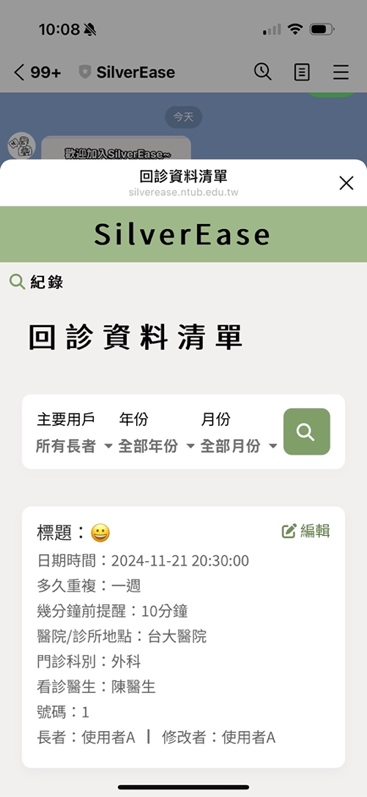 10:08
99+ SilverEase
今天
歡迎加入SilverEase~
回診資料清單
silverease.ntub.edu.tw
SilverEase
紀錄
回診資料清單
主要用戶 年份 月份
所有長者 全部年份 全部月份
標題：😀 編輯
日期時間：2024-11-21 20:30:00
多久重複：一週
幾分鐘前提醒：10分鐘
醫院/診所地點：台大醫院
門診科別：外科
看診醫生：陳醫生
號碼：1
長者：使用者A | 修改者：使用者A